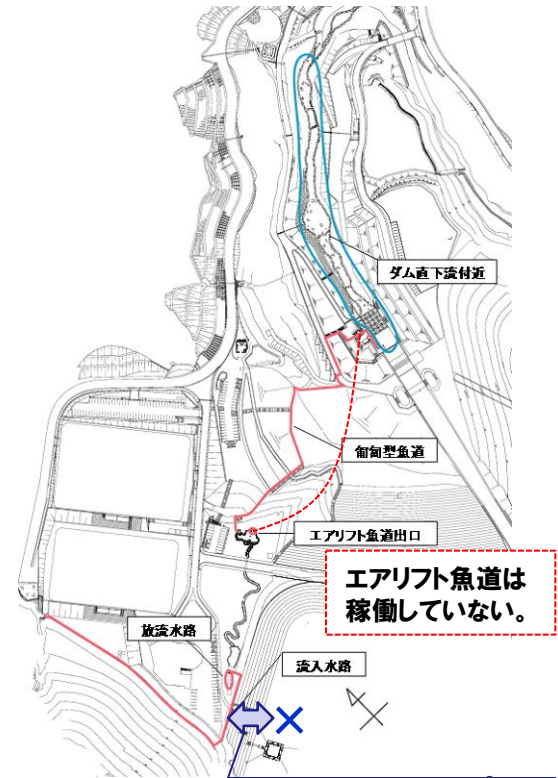 ダム直下流付近
匍匐型魚道
エアリフト魚道出口
エアリフト魚道は
稼働していない。
放流水路
流入水路